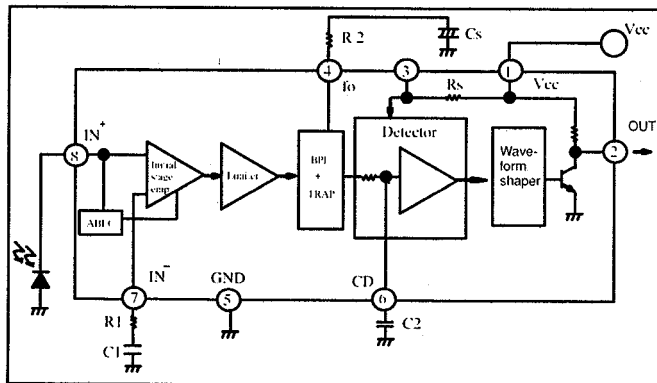 R 2
Cs
Vcc
4
3
1
fo
Rs
Vcc
IN+
8
Detector
OUT
2
BPF
+
TRAP
Wave-
form
shaper
ABLC
IN-
GND
CD
7
5
6
R1
C1
C2